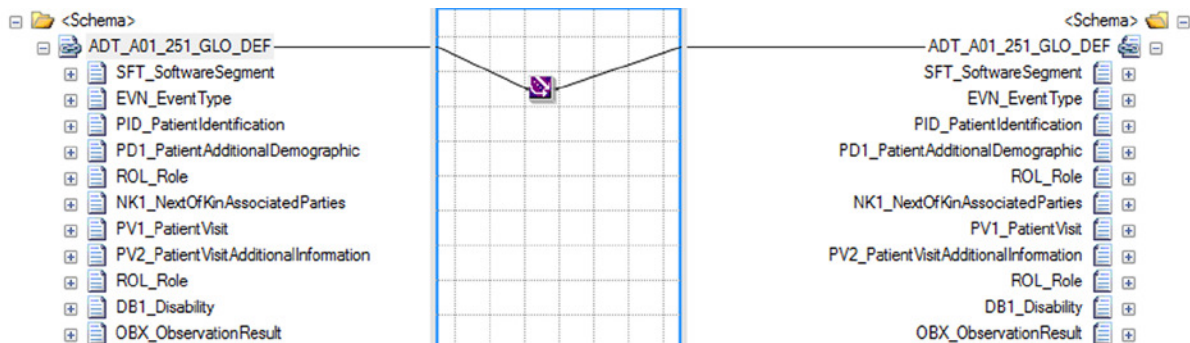 <Schema>
ADT_A01_251_GLO_DEF
SFT_SoftwareSegment
EVN_EventType
PID_PatientIdentification
PD1_PatientAdditionalDemographic
ROL_Role
NK1_NextOfKinAssociatedParties
PV1_PatientVisit
PV2_PatientVisitAdditionalInformation
ROL_Role
DB1_Disability
OBX_ObservationResult
<Schema>
ADT_A01_251_GLO_DEF
SFT_SoftwareSegment
EVN_EventType
PID_PatientIdentification
PD1_PatientAdditionalDemographic
ROL_Role
NK1_NextOfKinAssociatedParties
PV1_PatientVisit
PV2_PatientVisitAdditionalInformation
ROL_Role
DB1_Disability
OBX_ObservationResult